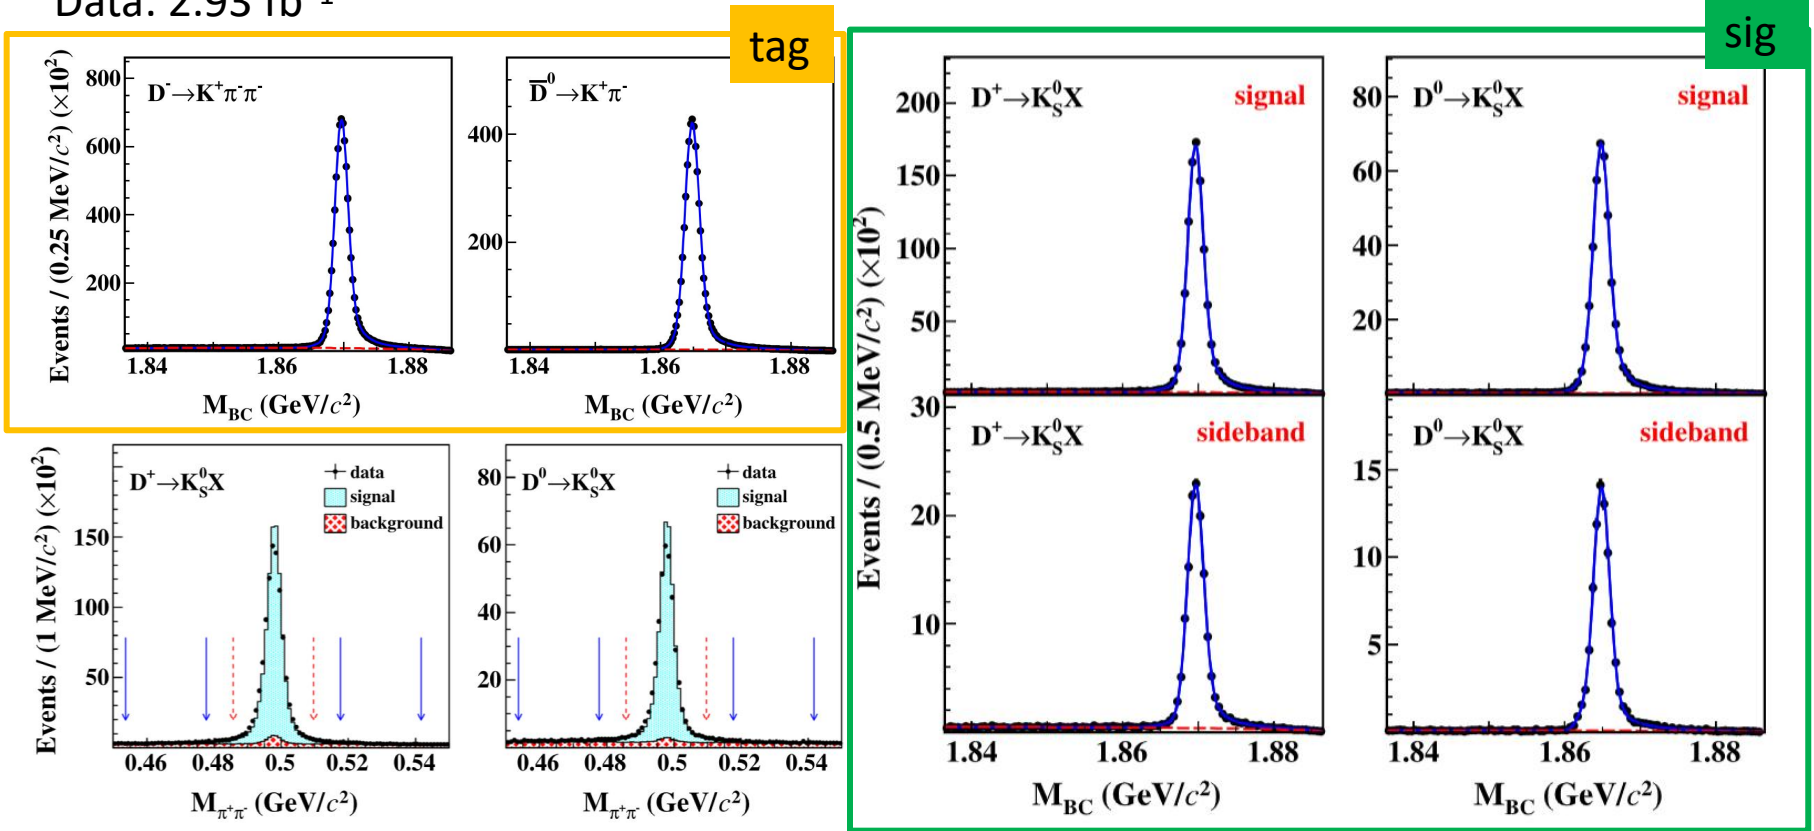 Data: 2.93 fb⁻¹
tag
sig
Events / (0.25 MeV/c²) (×10²)
D⁻→K⁺π⁻π⁻
800
600
400
200
1.84 1.86 1.88
M_BC (GeV/c²)
D̅⁰→K⁺π⁻
400
200
1.84 1.86 1.88
M_BC (GeV/c²)
Events / (1 MeV/c²) (×10²)
D⁺→K_S⁰X
data
signal
background
150
100
50
0.46 0.48 0.5 0.52 0.54
M_π⁺π⁻ (GeV/c²)
D⁰→K_S⁰X
data
signal
background
80
60
40
20
0.46 0.48 0.5 0.52 0.54
M_π⁺π⁻ (GeV/c²)
Events / (0.5 MeV/c²) (×10²)
D⁺→K_S⁰X signal
200
150
100
50
D⁰→K_S⁰X signal
80
60
40
20
D⁺→K_S⁰X sideband
30
20
10
1.84 1.86 1.88
M_BC (GeV/c²)
D⁰→K_S⁰X sideband
15
10
5
1.84 1.86 1.88
M_BC (GeV/c²)